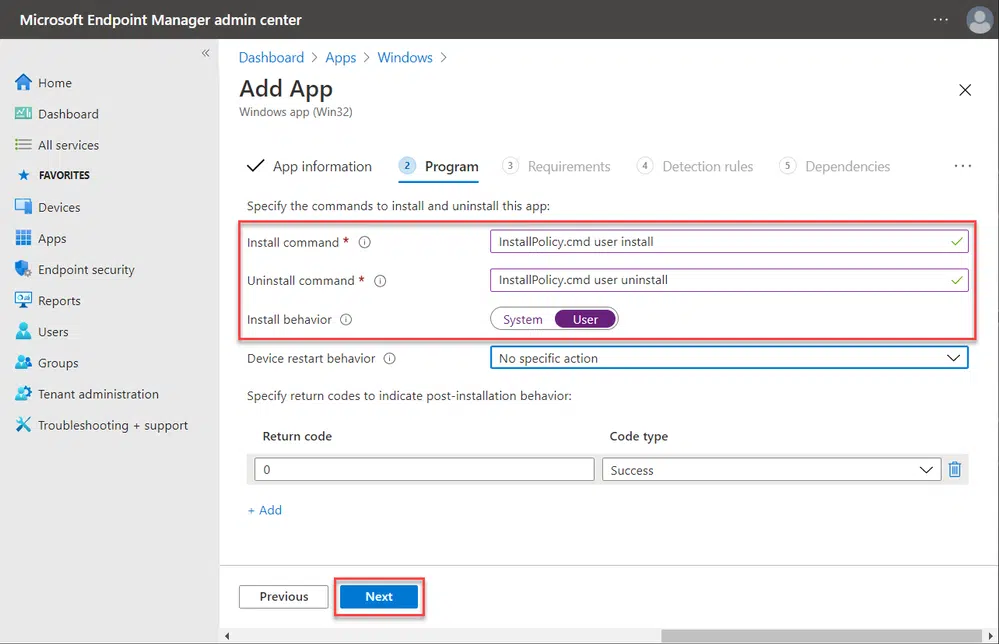 Microsoft Endpoint Manager admin center
...
«
Home
Dashboard
All services
FAVORITES
Devices
Apps
Endpoint security
Reports
Users
Groups
Tenant administration
Troubleshooting + support
Dashboard > Apps > Windows >
Add App
Windows app (Win32)
App information
2 Program
3 Requirements
4 Detection rules
5 Dependencies
...
Specify the commands to install and uninstall this app:
Install command * InstallPolicy.cmd user install
Uninstall command * InstallPolicy.cmd user uninstall
Install behavior System User
Device restart behavior No specific action
Specify return codes to indicate post-installation behavior:
Return code Code type
0 Success
+ Add
Previous Next